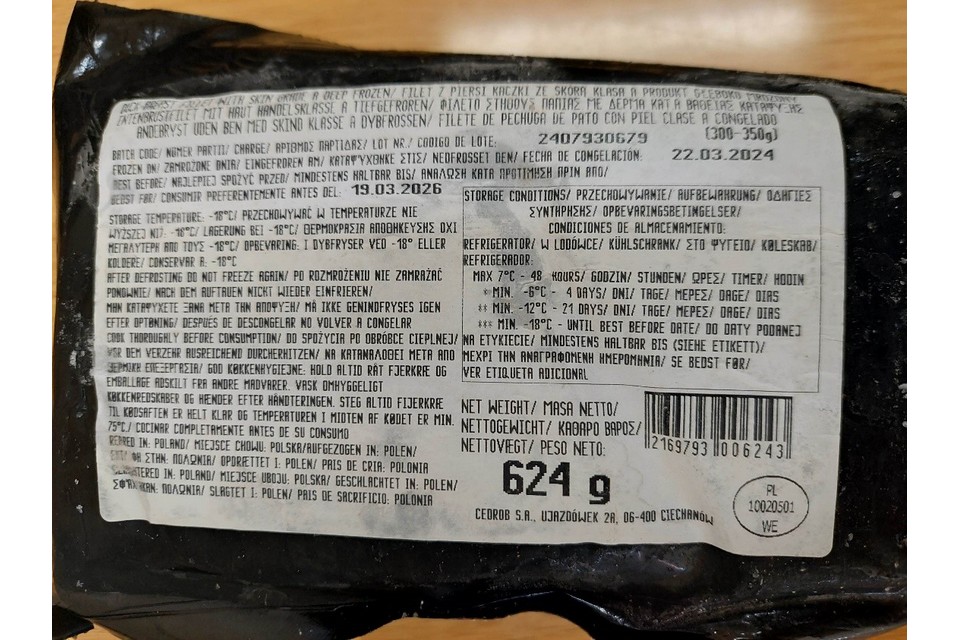 DUCK BREAST FILLET WITH SKIN GRADE A DEEP FROZEN/ FILET Z PIERSI KACZKI ZE SKÓRĄ KLASA A PRODUKT GŁĘBOKO MROŻONY
ENTENBRUSTFILET MIT HAUT HANDELSKLASSE A TIEFGEFROREN/ ΦΙΛΕΤΟ ΣΤΗΘΟΥΣ ΠΑΠΙΑΣ ΜΕ ΔΕΡΜΑ ΚΑΤ Α ΒΑΘΕΙΑΣ ΚΑΤΑΨΥΞΗΣ
ANDEBRYST UDEN BEN MED SKIND KLASSE A DYBFROSSEN/ FILETE DE PECHUGA DE PATO CON PIEL CLASE A CONGELADO
BATCH CODE/ NUMER PARTII/ CHARGE/ ΑΡΙΘΜΟΣ ΠΑΡΤΙΔΑΣ/ LOT NR./ CODIGO DE LOTE: 2407930679 (300-350g)
FROZEN ON/ ZAMROŻONE DNIA/ EINGEFROREN AM/ ΚΑΤΑΨΥΧΘΗΚΕ ΣΤΙΣ/ NEDFROSSET DEN/ FECHA DE CONGELACIÓN: 22.03.2024
BEST BEFORE/ NAJLEPIEJ SPOŻYĆ PRZED/ MINDESTENS HALTBAR BIS/ ΑΝΑΛΩΣΗ ΚΑΤΑ ΠΡΟΤΙΜΗΣΗ ΠΡΙΝ ΑΠΟ/
BEDST FØR/ CONSUMIR PREFERENTEMENTE ANTES DEL: 19.03.2026
STORAGE TEMPERATURE: -18°C/ PRZECHOWYWAĆ W TEMPERATURZE NIE
WYŻSZEJ NIŻ: -18°C/ LAGERUNG BEI -18°C/ ΘΕΡΜΟΚΡΑΣΙΑ ΑΠΟΘΗΚΕΥΣΗΣ ΟΧΙ
ΜΕΓΑΛΥΤΕΡΗ ΑΠΟ ΤΟΥΣ -18°C/ OPBEVARING: I DYBFRYSER VED -18° ELLER
KOLDERE/ CONSERVAR A: -18°C
AFTER DEFROSTING DO NOT FREEZE AGAIN/ PO ROZMROŻENIU NIE ZAMRAŻAĆ
PONOWNIE/ NACH DEM AUFTAUEN NICHT WIEDER EINFRIEREN/
ΜΗΝ ΚΑΤΑΨΥΧΕΤΕ ΞΑΝΑ ΜΕΤΑ ΤΗΝ ΑΠΟΨΥΞΗ/ MÅ IKKE GENINDFRYSES IGEN
EFTER OPTØNING/ DESPUÉS DE DESCONGELAR NO VOLVER A CONGELAR
COOK THOROUGHLY BEFORE CONSUMPTION/ DO SPOŻYCIA PO OBRÓBCE CIEPLNEJ/
VOR DEM VERZEHR AUSREICHEND DURCHERHITZEN/ ΝΑ ΚΑΤΑΝΑΛΩΘΕΙ ΜΕΤΑ ΑΠΟ
ΘΕΡΜΙΚΗ ΕΠΕΞΕΡΓΑΣΙΑ/ GOD KØKKENHYGIEJNE: HOLD ALTID RÅT FJERKRÆ OG
EMBALLAGE ADSKILT FRA ANDRE MADVARER. VASK OMHYGGELIGT
KØKKENREDSKABER OG HÆNDER EFTER HÅNDTERINGEN. STEG ALTID FJERKRÆ
TIL KØDSAFTEN ER HELT KLAR OG TEMPERATUREN I MIDTEN AF KØDET ER MIN.
75°C/ COCINAR COMPLETAMENTE ANTES DE SU CONSUMO
REARED IN: POLAND/ MIEJSCE CHOWU: POLSKA/AUFGEZOGEN IN: POLEN/
ΣΤΗΝ: ΠΟΛΩΝΙΑ/ OPDRÆTTET I: POLEN/ PAIS DE CRIA: POLONIA
SLAUGHTERED IN: POLAND/ MIEJSCE UBOJU: POLSKA/ GESCHLACHTET IN: POLEN/
ΠΟΛΩΝΙΑ/ SLAGTET I: POLEN/ PAIS DE SACRIFICIO: POLONIA
STORAGE CONDITIONS/ PRZECHOWYWANIE/ AUFBEWAHRUNG/ ΟΔΗΓΙΕΣ
ΣΥΝΤΗΡΗΣΗΣ/ OPBEVARINGSBETINGELSER/
CONDICIONES DE ALMACENAMIENTO:
REFRIGERATOR/ W LODÓWCE/ KÜHLSCHRANK/ ΣΤΟ ΨΥΓΕΙΟ/ KØLESKAB/
REFRIGERADOR:
MAX 7°C - 48 HOURS/ GODZIN/ STUNDEN/ ΩΡΕΣ/ TIMER/ HODIN
* MIN. -6°C - 4 DAYS/ DNI/ TAGE/ ΜΕΡΕΣ/ DAGE/ DIAS
** MIN. -12°C - 21 DAYS/ DNI/ TAGE/ ΜΕΡΕΣ/ DAGE/ DIAS
*** MIN. -18°C - UNTIL BEST BEFORE DATE/ DO DATY PODANEJ
NA ETYKIECIE/ MINDESTENS HALTBAR BIS (SIEHE ETIKETT)/
ΜΕΧΡΙ ΤΗΝ ΑΝΑΓΡΑΦΟΜΕΝΗ ΗΜΕΡΟΜΗΝΙΑ/ SE BEDST FØR/
VER ETIQUETA ADICIONAL
NET WEIGHT/ MASA NETTO/
NETTOGEWICHT/ ΚΑΘΑΡΟ ΒΑΡΟΣ/
NETTOVÆGT/ PESO NETO:
624 g
2169793 006243
CEDROB S.A., UJAZDÓWEK 2A, 06-400 CIECHANÓW
PL
10020501
WE